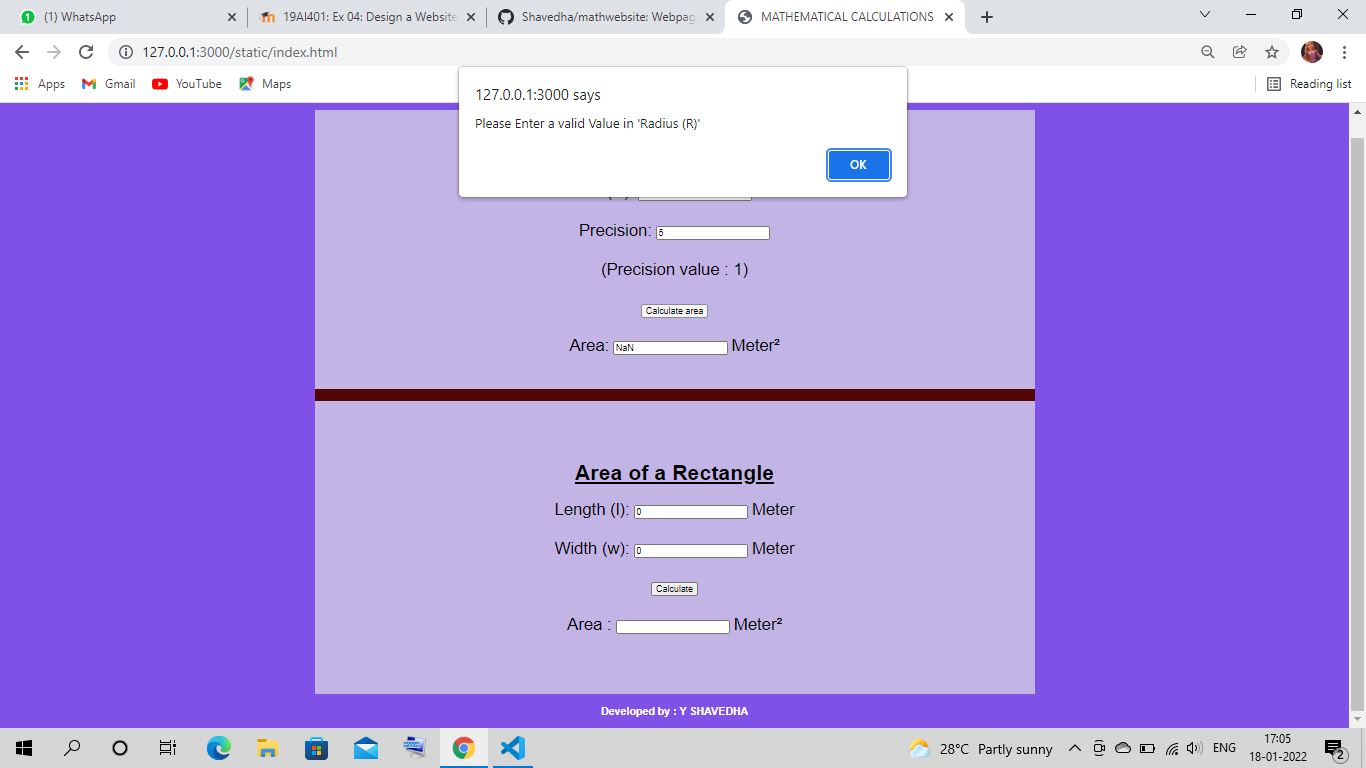 (1) WhatsApp
19AI401: Ex 04: Design a Website
Shavedha/mathwebsite: Webpag
MATHEMATICAL CALCULATIONS
127.0.0.1:3000/static/index.html
Apps Gmail YouTube Maps Reading list
127.0.0.1:3000 says
Please Enter a valid Value in 'Radius (R)'
OK
Precision: 5
(Precision value : 1)
Calculate area
Area: NaN Meter²
Area of a Rectangle
Length (l): 0 Meter
Width (w): 0 Meter
Calculate
Area : Meter²
Developed by : Y SHAVEDHA
28°C Partly sunny
ENG
17:05
18-01-2022
2